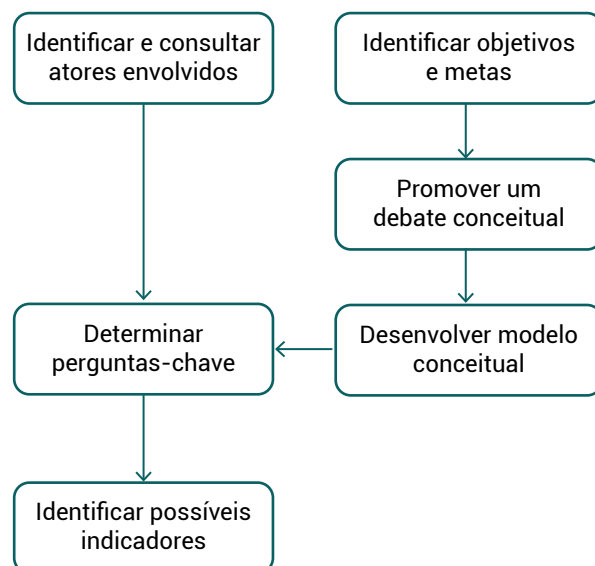 Identificar e consultar
atores envolvidos
Identificar objetivos
e metas
Promover um
debate conceitual
Determinar
perguntas-chave
Desenvolver modelo
conceitual
Identificar possíveis
indicadores